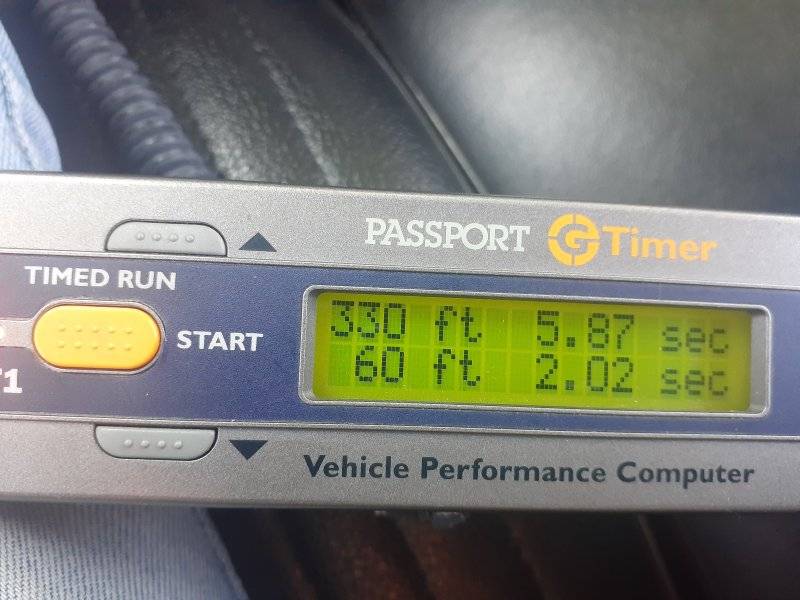 PASSPORT G Timer
TIMED RUN
START
330 ft 5.87 sec
60 ft 2.02 sec
Vehicle Performance Computer